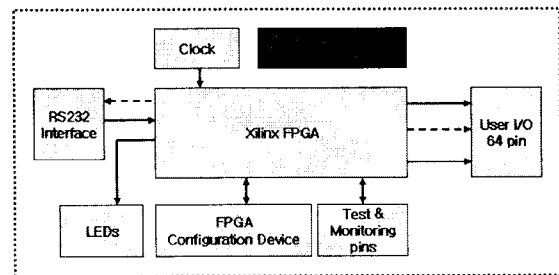 Clock
RS232
Interface
Xilinx FPGA
User I/O
64 pin
LEDs
FPGA
Configuration Device
Test &
Monitoring
pins